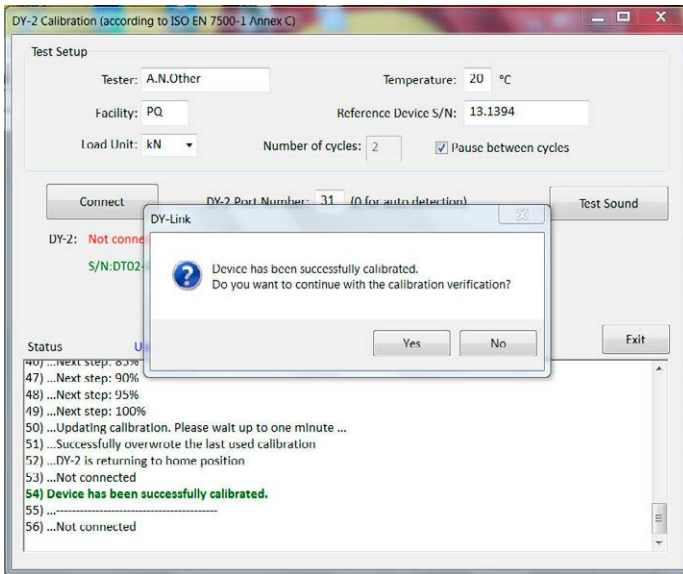 DY-2 Calibration (according to ISO EN 7500-1 Annex C)
Test Setup
Tester: A.N.Other
Temperature: 20 °C
Facility: PQ
Reference Device S/N: 13.1394
Load Unit: kN
Number of cycles: 2
Pause between cycles
Connect
DY-2 Port Number: 31 (0 for auto detection)
Test Sound
DY-Link
DY-2: Not conne
S/N:DT02-
Device has been successfully calibrated.
Do you want to continue with the calibration verification?
Yes
No
Exit
Status
46) ...Next step: 85%
47) ...Next step: 90%
48) ...Next step: 95%
49) ...Next step: 100%
50) ...Updating calibration. Please wait up to one minute ...
51) ...Successfully overwrote the last used calibration
52) ...DY-2 is returning to home position
53) ...Not connected
54) Device has been successfully calibrated.
55) ...----------------------------------------
56) ...Not connected